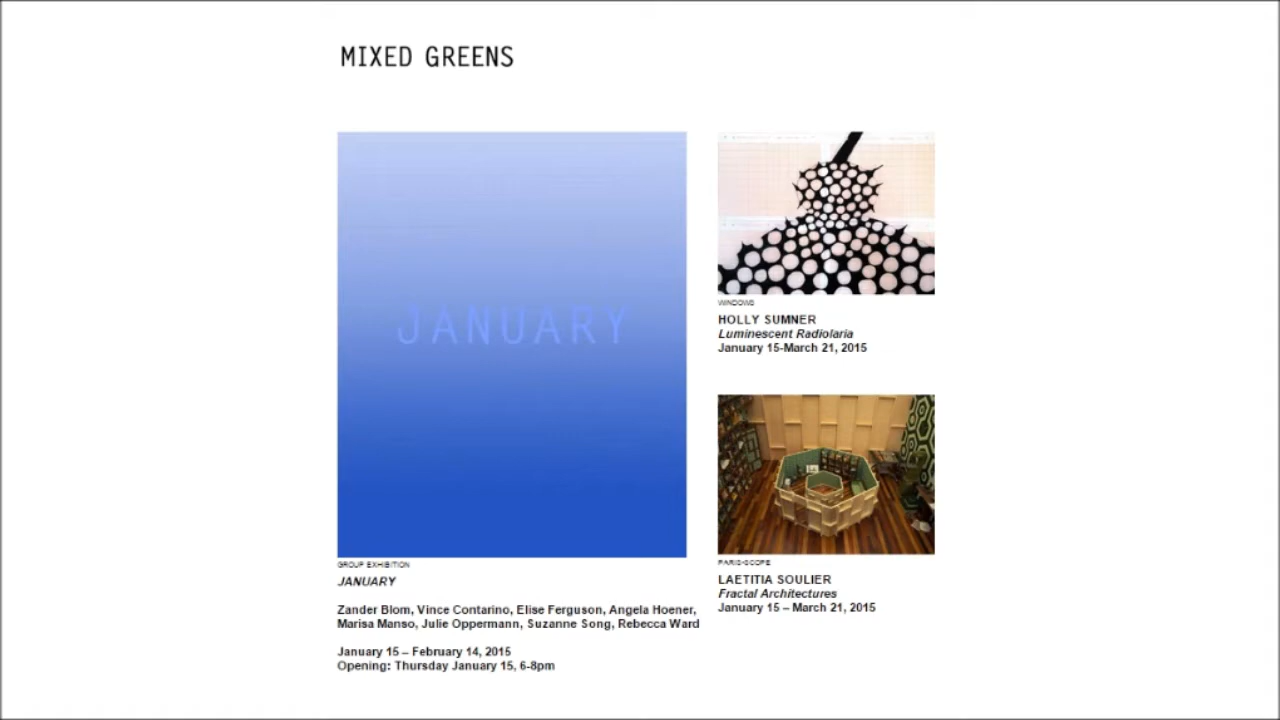 MIXED GREENS
JANUARY
GROUP EXHIBITION
JANUARY
Zander Blom, Vince Contarino, Elise Ferguson, Angela Hoener,
Marisa Manso, Julie Oppermann, Suzanne Song, Rebecca Ward
January 15 – February 14, 2015
Opening: Thursday January 15, 6-8pm
WINDOWS
HOLLY SUMNER
Luminescent Radiolaria
January 15-March 21, 2015
PARIS-SCOPE
LAETITIA SOULIER
Fractal Architectures
January 15 – March 21, 2015